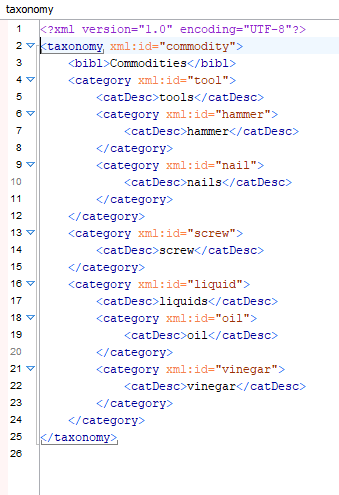 taxonomy
1 <?xml version="1.0" encoding="UTF-8"?>
2 <taxonomy xml:id="commodity">
3     <bibl>Commodities</bibl>
4     <category xml:id="tool">
5         <catDesc>tools</catDesc>
6         <category xml:id="hammer">
7             <catDesc>hammer</catDesc>
8         </category>
9         <category xml:id="nail">
10             <catDesc>nails</catDesc>
11         </category>
12     </category>
13     <category xml:id="screw">
14         <catDesc>screw</catDesc>
15     </category>
16     <category xml:id="liquid">
17         <catDesc>liquids</catDesc>
18         <category xml:id="oil">
19             <catDesc>oil</catDesc>
20         </category>
21         <category xml:id="vinegar">
22             <catDesc>vinegar</catDesc>
23         </category>
24     </category>
25 </taxonomy>
26